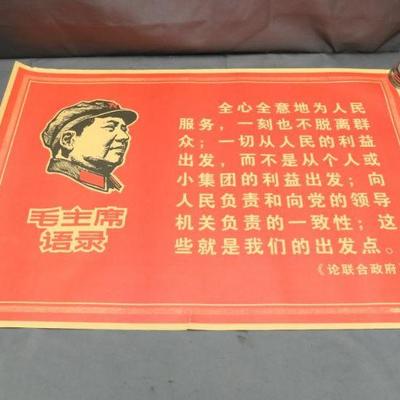 毛主席
语录
全心全意地为人民
服务，一刻也不脱离群
众；一切从人民的利益
出发，而不是从个人或
小集团的利益出发；向
人民负责和向党的领导
机关负责的一致性；这
些就是我们的出发点。
《论联合政府